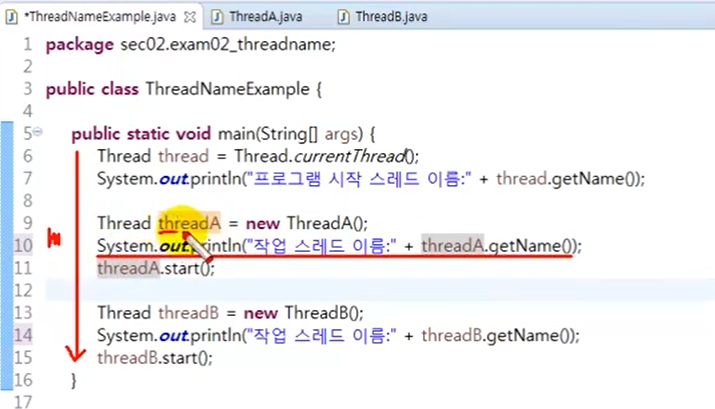 *ThreadNameExample.java ThreadA.java ThreadB.java
1 package sec02.exam02_threadname;
2
3 public class ThreadNameExample {
4
5 public static void main(String[] args) {
6 Thread thread = Thread.currentThread();
7 System.out.println("프로그램 시작 스레드 이름:" + thread.getName());
8
9 Thread threadA = new ThreadA();
10 System.out.println("작업 스레드 이름:" + threadA.getName());
11 threadA.start();
12
13 Thread threadB = new ThreadB();
14 System.out.println("작업 스레드 이름:" + threadB.getName());
15 threadB.start();
16 }
17